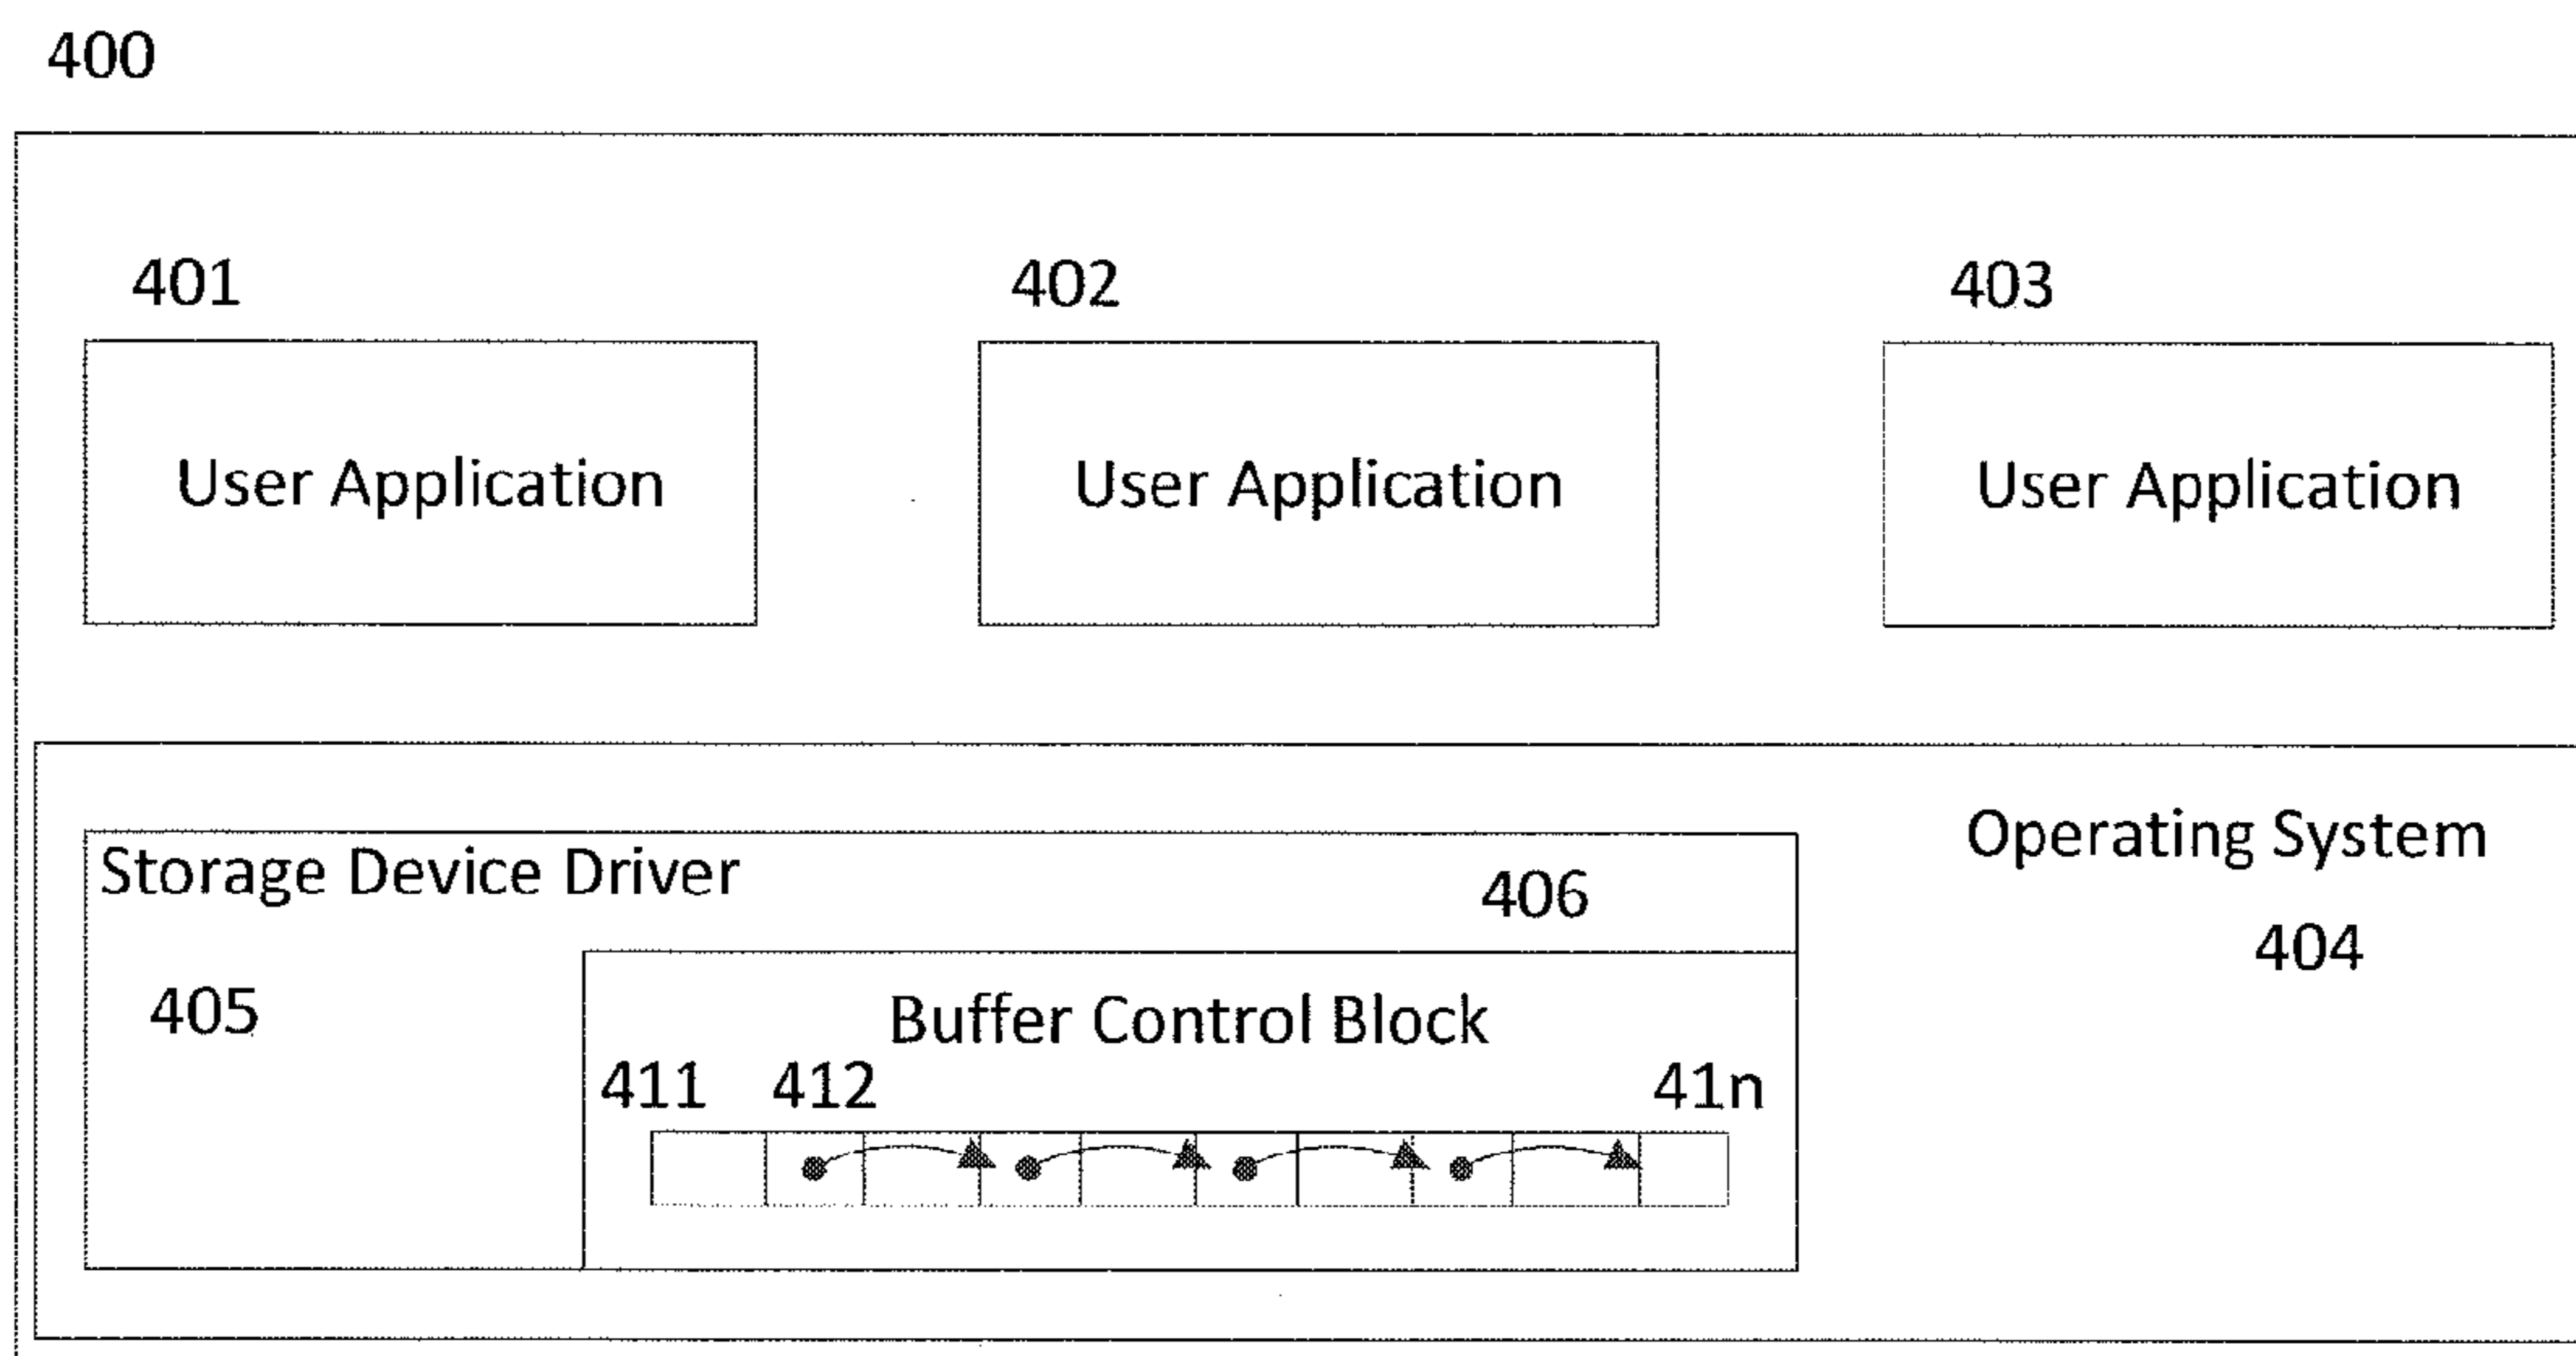 400
401 402 403
User Application User Application User Application
Storage Device Driver 406 Operating System
405 404
Buffer Control Block
411 412 41n